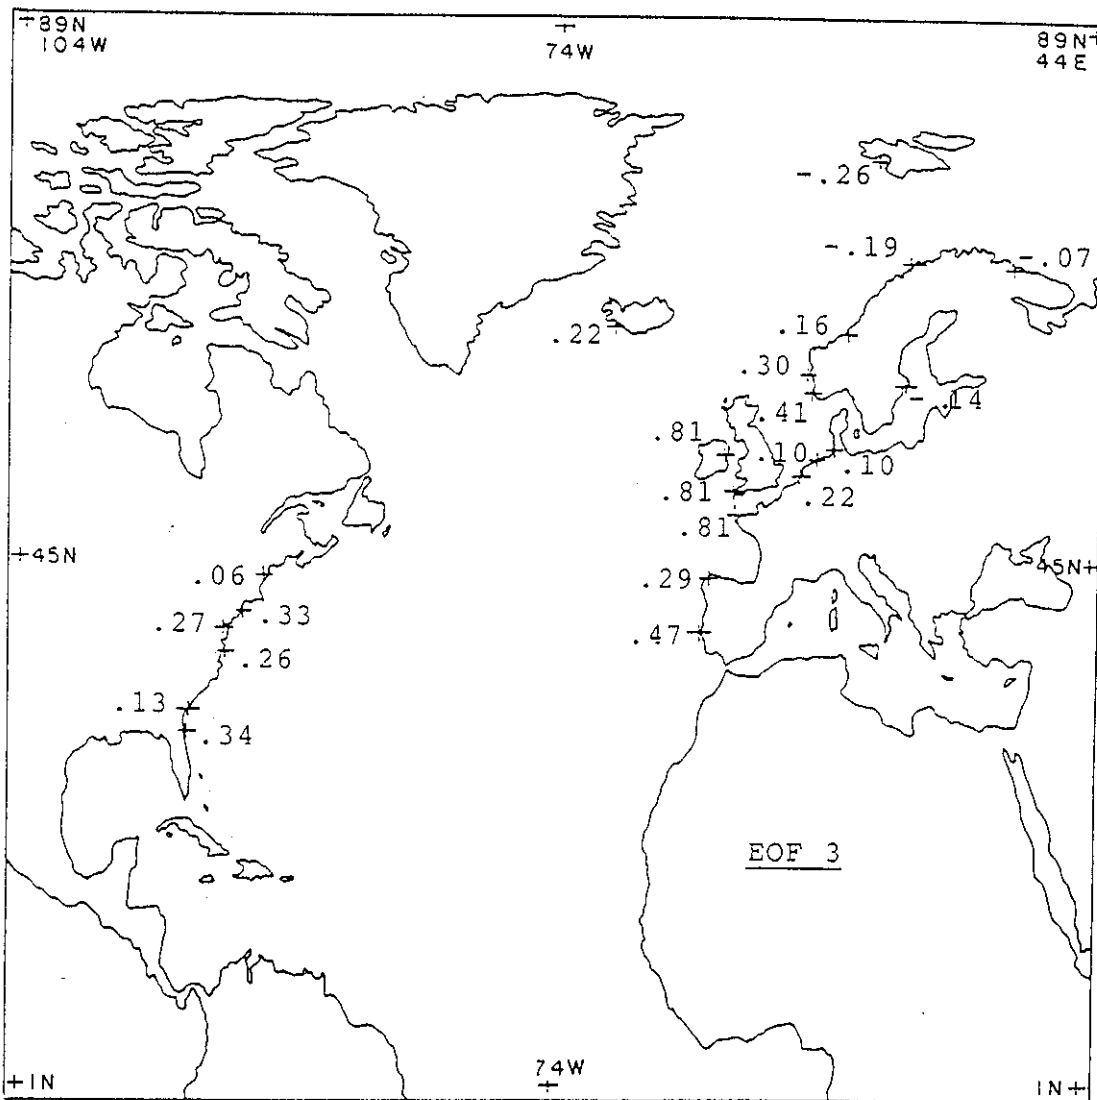 89N
104W
74W
89N
44E
-.26
-.19
-.07
.22
.16
.30
.41
-.14
.81
.10
.10
.81
.22
.81
45N
45N
.06
.29
.33
.27
.47
.26
.13
.34
EOF 3
74W
1N
1N